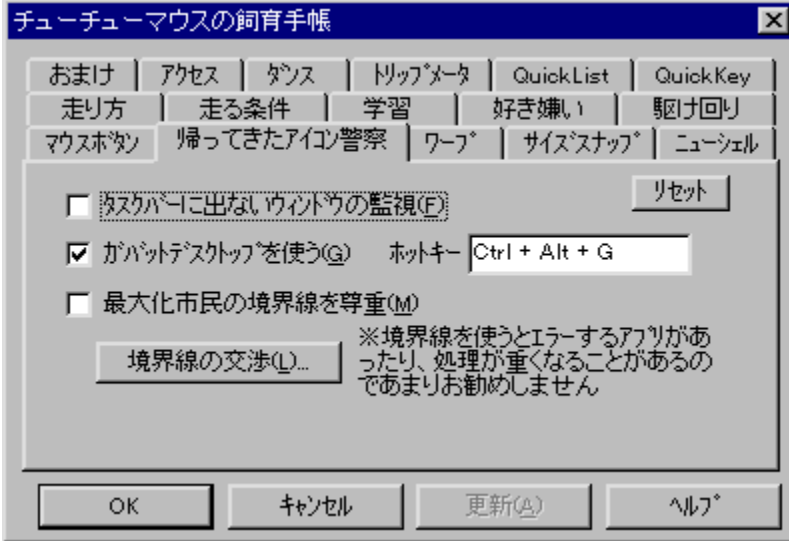 チューチューマウスの飼育手帳
おまけ ｱｸｾｽ ﾀﾞﾝｽ ﾄﾘｯﾌﾟﾒｰﾀ QuickList QuickKey
走り方 走る条件 学習 好き嫌い 駆け回り
ﾏｳｽﾎﾞﾀﾝ 帰ってきたｱｲｺﾝ警察 ﾜｰﾌﾟ ｻｲｽﾞｽﾅｯﾌﾟ ﾆｭｰｼｪﾙ
ﾘｾｯﾄ
ﾀｽｸﾊﾞｰに出ないｳｨﾝﾄﾞｳの監視(F)
ｶﾞﾊﾞｯﾄﾃﾞｽｸﾄｯﾌﾟを使う(G) ﾎｯﾄｷｰ Ctrl + Alt + G
最大化市民の境界線を尊重(M)
境界線の交渉(L)...
※境界線を使うとｴﾗｰするｱﾌﾟﾘがあ
ったり、処理が重くなることがあるの
であまりお勧めしません
OK ｷｬﾝｾﾙ 更新(A) ﾍﾙﾌﾟ